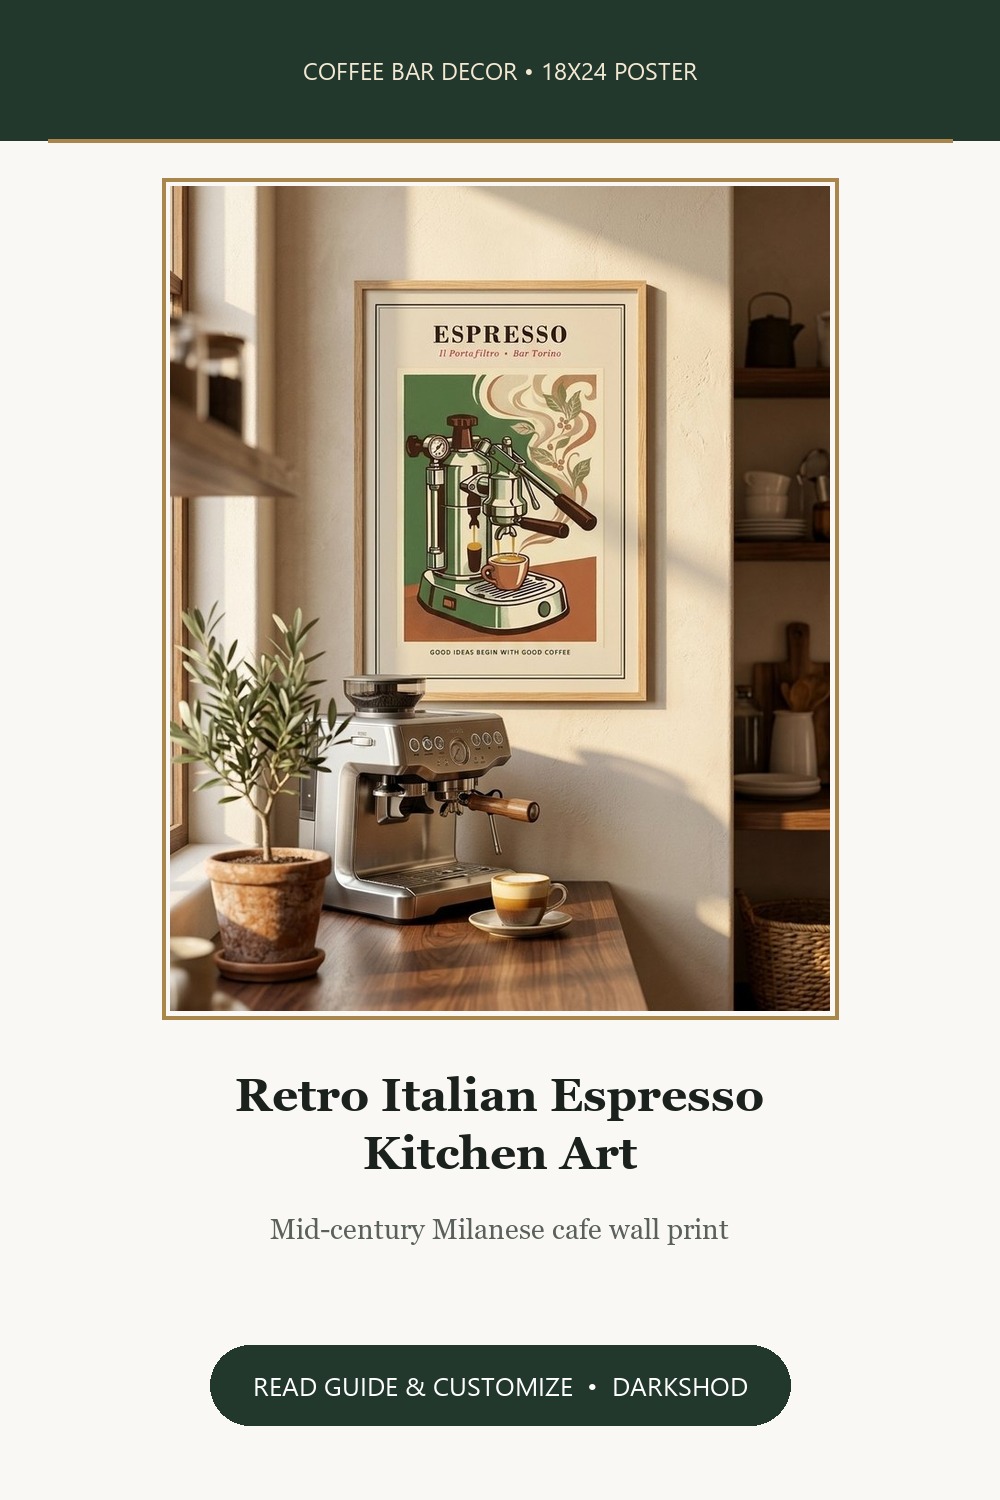 COFFEE BAR DECOR • 18X24 POSTER
ESPRESSO
Il Portafiltro • Bar Torino
GOOD IDEAS BEGIN WITH GOOD COFFEE
Retro Italian Espresso
Kitchen Art
Mid-century Milanese cafe wall print
READ GUIDE & CUSTOMIZE • DARKSHOD